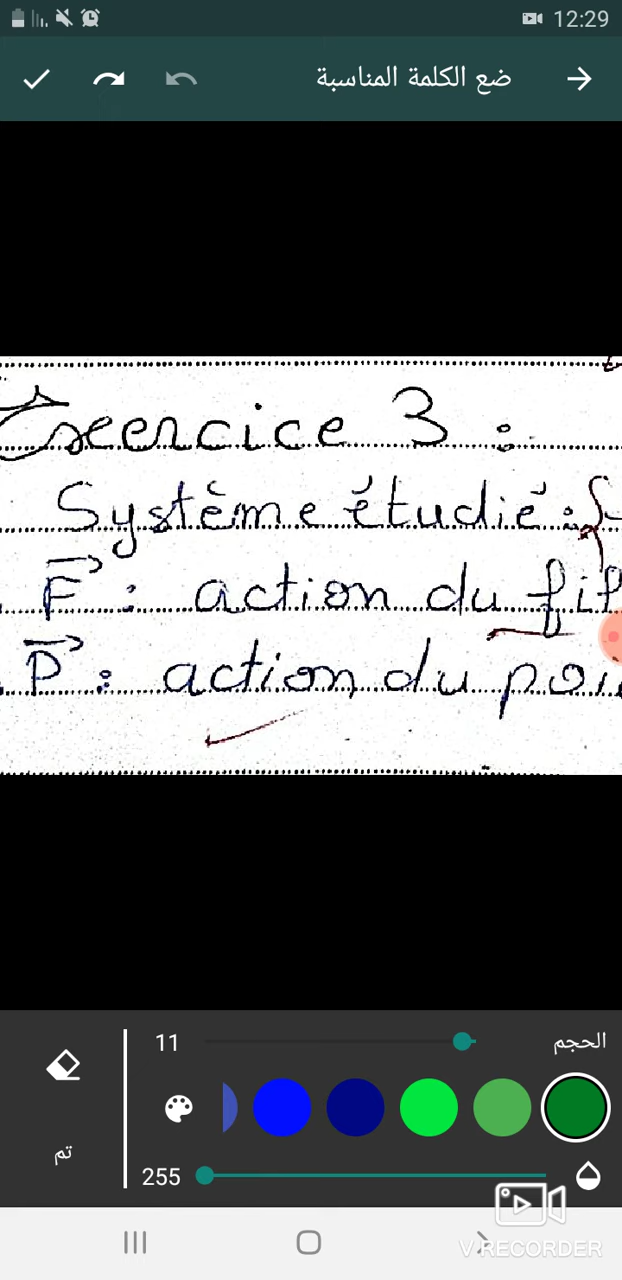 12:29
ضع الكلمة المناسبة
Exercice 3 :
Système étudié : S
F : action du fil
P : action du poi
11
الحجم
تم
255
V RECORDER